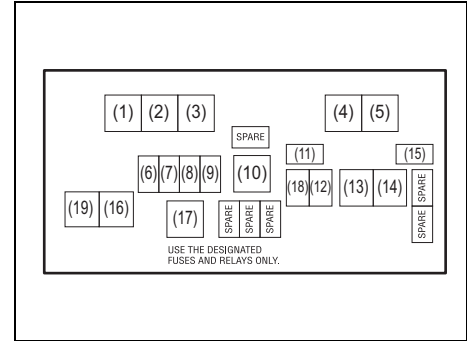 (1) (2) (3) (4) (5)
SPARE
(11) (15)
(6) (7) (8) (9) (10) (18) (12) (13) (14) SPARE
(19) (16) (17) SPARE SPARE SPARE SPARE
USE THE DESIGNATED
FUSES AND RELAYS ONLY.